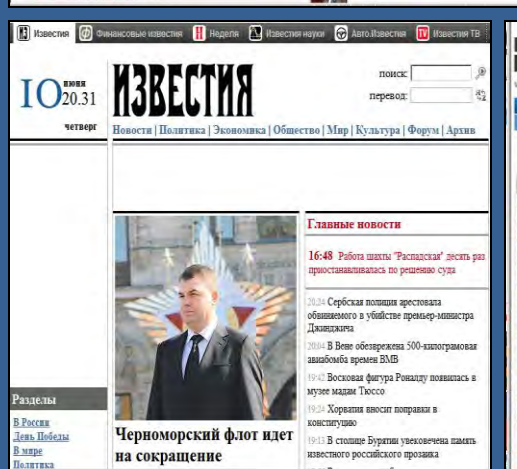 Известия Финансовые известия Неделя Известия науки Авто.Известия Известия ТВ
10 июня 20.31
четверг
ИЗВЕСТИЯ
поиск:
перевод:
Новости | Политика | Экономика | Общество | Мир | Культура | Форум | Архив
Главные новости
16:48 Работа шахты "Распадская" десять раз
приостанавливалась по решению суда
20:24 Сербская полиция арестовала
обвиняемого в убийстве премьер-министра
Джинджича
20:04 В Вене обезврежена 500-килограмовая
авиабомба времен ВМВ
19:42 Восковая фигура Роналду появилась в
музее мадам Тюссо
19:24 Хорватия вносит поправки в
конституцию
19:13 В столице Бурятии увековечена память
известного российского прозаика
Черноморский флот идет
на сокращение
Разделы
В России
День Победы
В мире
Политика